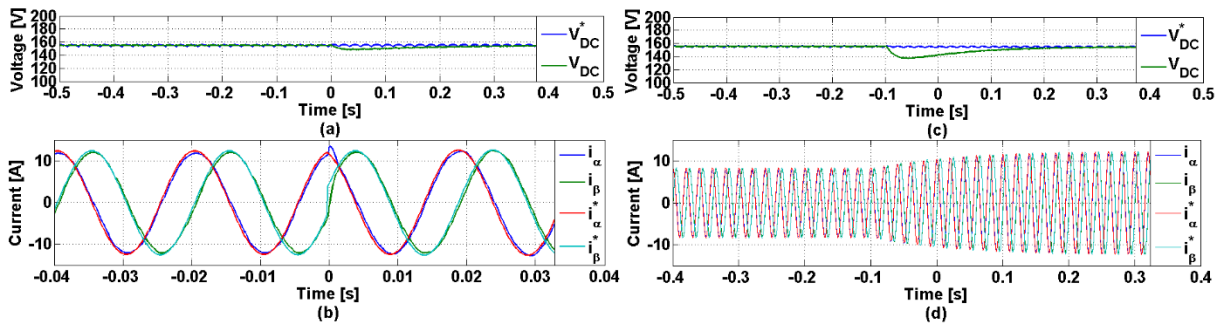 Voltage [V]
200
180
160
140
120
100
-0.5 -0.4 -0.3 -0.2 -0.1 0 0.1 0.2 0.3 0.4 0.5
Time [s]
(a)
V*DC
VDC
Current [A]
10
0
-10
-0.04 -0.03 -0.02 -0.01 0 0.01 0.02 0.03 0.04
Time [s]
(b)
iα
iβ
i*α
i*β
Voltage [V]
200
180
160
140
120
100
-0.5 -0.4 -0.3 -0.2 -0.1 0 0.1 0.2 0.3 0.4 0.5
Time [s]
(c)
V*DC
VDC
Current [A]
10
0
-10
-0.4 -0.3 -0.2 -0.1 0 0.1 0.2 0.3 0.4
Time [s]
(d)
iα
iβ
i*α
i*β